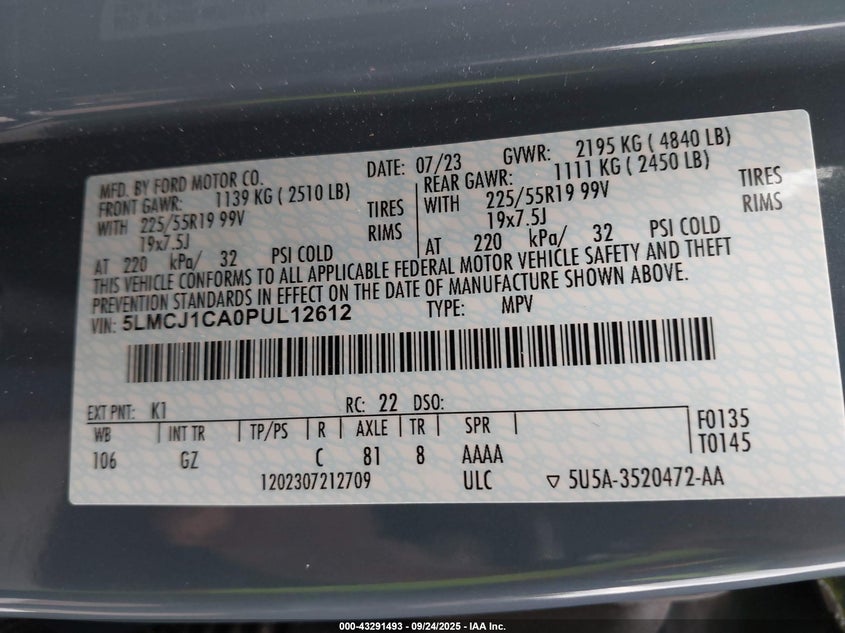 MFD. BY FORD MOTOR CO. DATE: 07/23 GVWR: 2195 KG ( 4840 LB)
FRONT GAWR: 1139 KG ( 2510 LB) REAR GAWR: 1111 KG ( 2450 LB)
WITH 225/55R19 99V TIRES WITH 225/55R19 99V TIRES
19x7.5J RIMS 19x7.5J RIMS
AT 220 kPa/ 32 PSI COLD AT 220 kPa/ 32 PSI COLD
THIS VEHICLE CONFORMS TO ALL APPLICABLE FEDERAL MOTOR VEHICLE SAFETY AND THEFT
PREVENTION STANDARDS IN EFFECT ON THE DATE OF MANUFACTURE SHOWN ABOVE.
VIN: 5LMCJ1CA0PUL12612 TYPE: MPV
EXT PNT: K1 RC: 22 DSO:
WB INT TR TP/PS R AXLE TR SPR F0135
106 GZ C 81 8 AAAA T0145
1202307212709 ULC ▽ 5U5A-3520472-AA
000-43291493 - 09/24/2025 - IAA Inc.